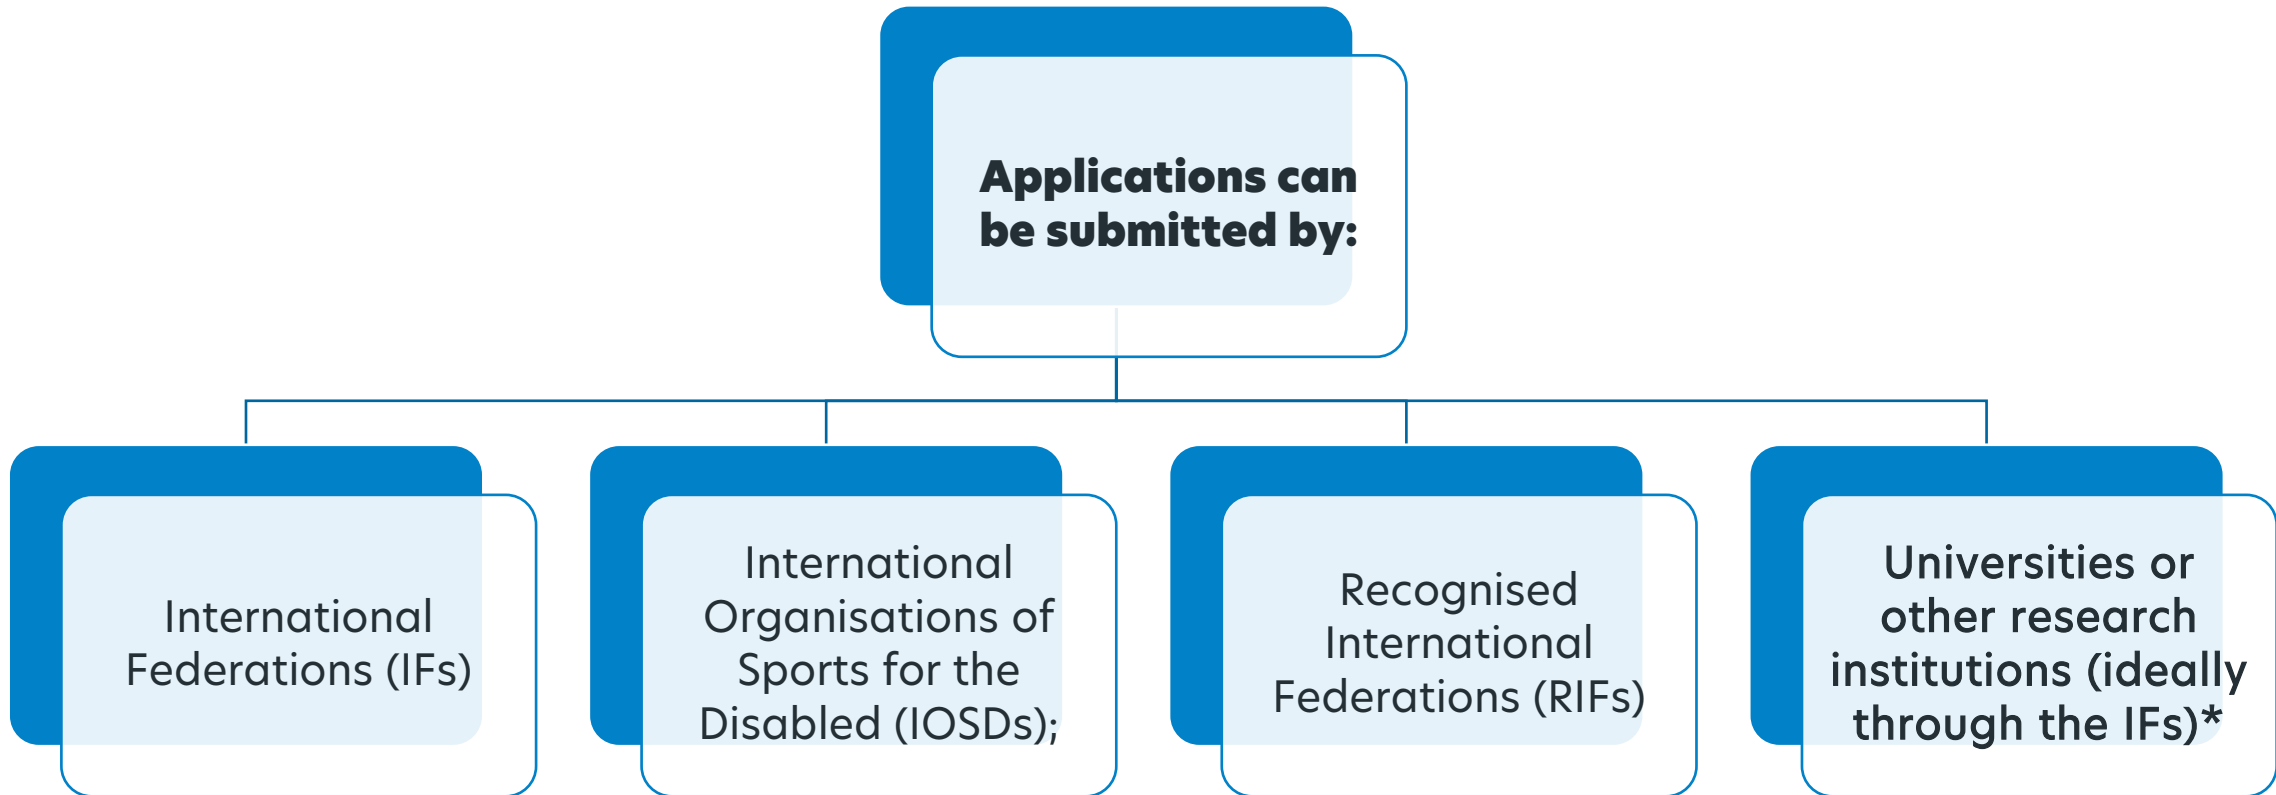 Applications can
be submitted by:
International
Federations (IFs)
International
Organisations of
Sports for the
Disabled (IOSDs);
Recognised
International
Federations (RIFs)
Universities or
other research
institutions (ideally
through the IFs)*